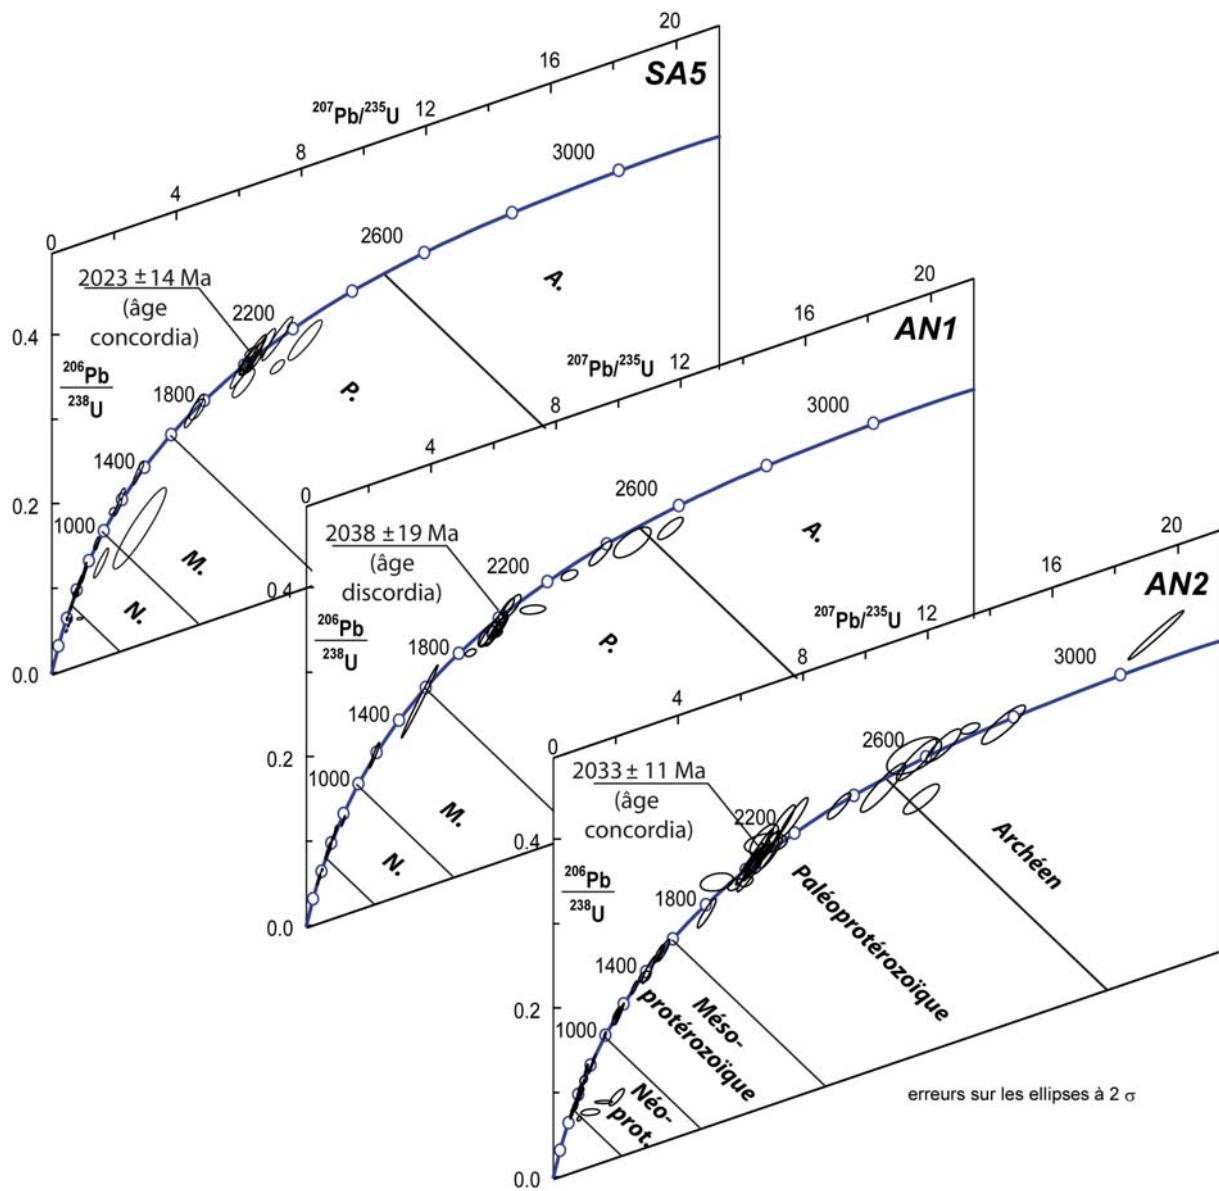 SA5
0
4
8
12
16
20
207Pb/235U
0.4
0.2
0.0
206Pb
238U
2023 ± 14 Ma
(âge
concordia)
1000
1400
1800
2200
2600
3000
N.
M.
P.
A.
AN1
0
4
8
12
16
20
207Pb/235U
0.4
0.2
0.0
206Pb
238U
2038 ± 19 Ma
(âge
discordia)
1000
1400
1800
2200
2600
3000
N.
M.
P.
A.
AN2
0
4
8
12
16
20
207Pb/235U
0.4
0.2
0.0
206Pb
238U
2033 ± 11 Ma
(âge
concordia)
1000
1400
1800
2200
2600
3000
Néo-
prot.
Méso-
protérozoïque
Paléoprotérozoïque
Archéen
erreurs sur les ellipses à 2 σ